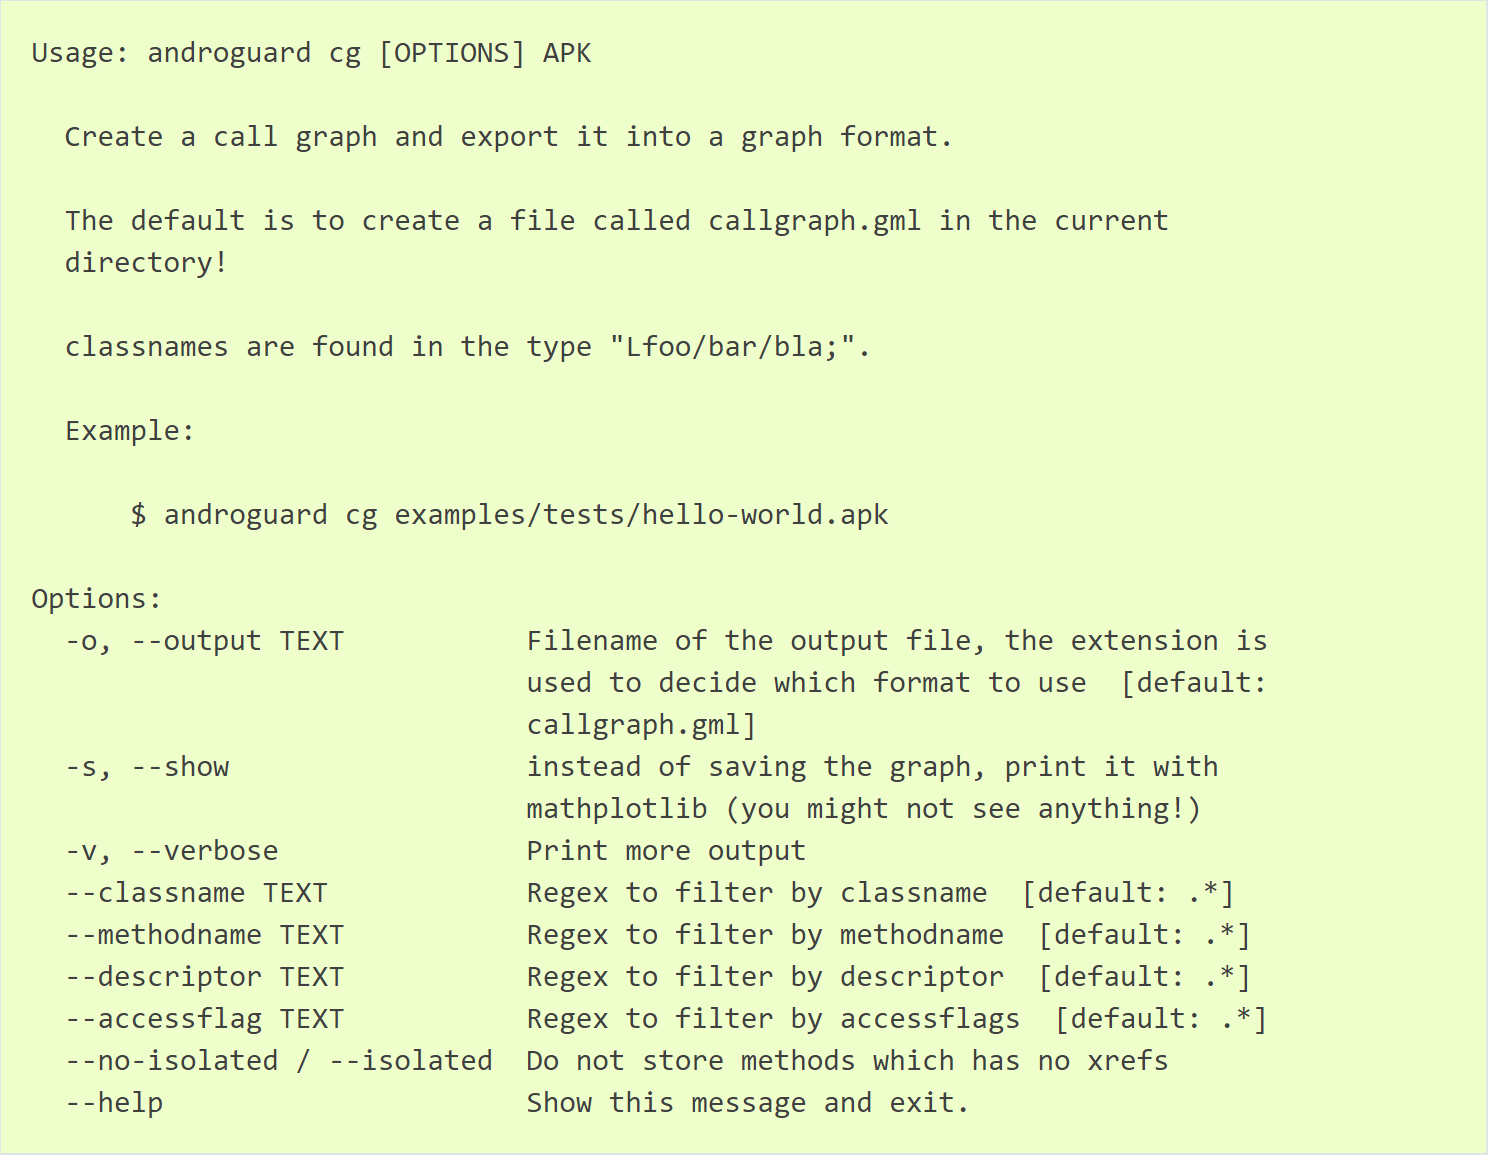 Usage: androguard cg [OPTIONS] APK
Create a call graph and export it into a graph format.
The default is to create a file called callgraph.gml in the current
directory!
classnames are found in the type "Lfoo/bar/bla;".
Example:
$ androguard cg examples/tests/hello-world.apk
Options:
-o, --output TEXT Filename of the output file, the extension is
used to decide which format to use [default:
callgraph.gml]
-s, --show instead of saving the graph, print it with
mathplotlib (you might not see anything!)
-v, --verbose Print more output
--classname TEXT Regex to filter by classname [default: .*]
--methodname TEXT Regex to filter by methodname [default: .*]
--descriptor TEXT Regex to filter by descriptor [default: .*]
--accessflag TEXT Regex to filter by accessflags [default: .*]
--no-isolated / --isolated Do not store methods which has no xrefs
--help Show this message and exit.